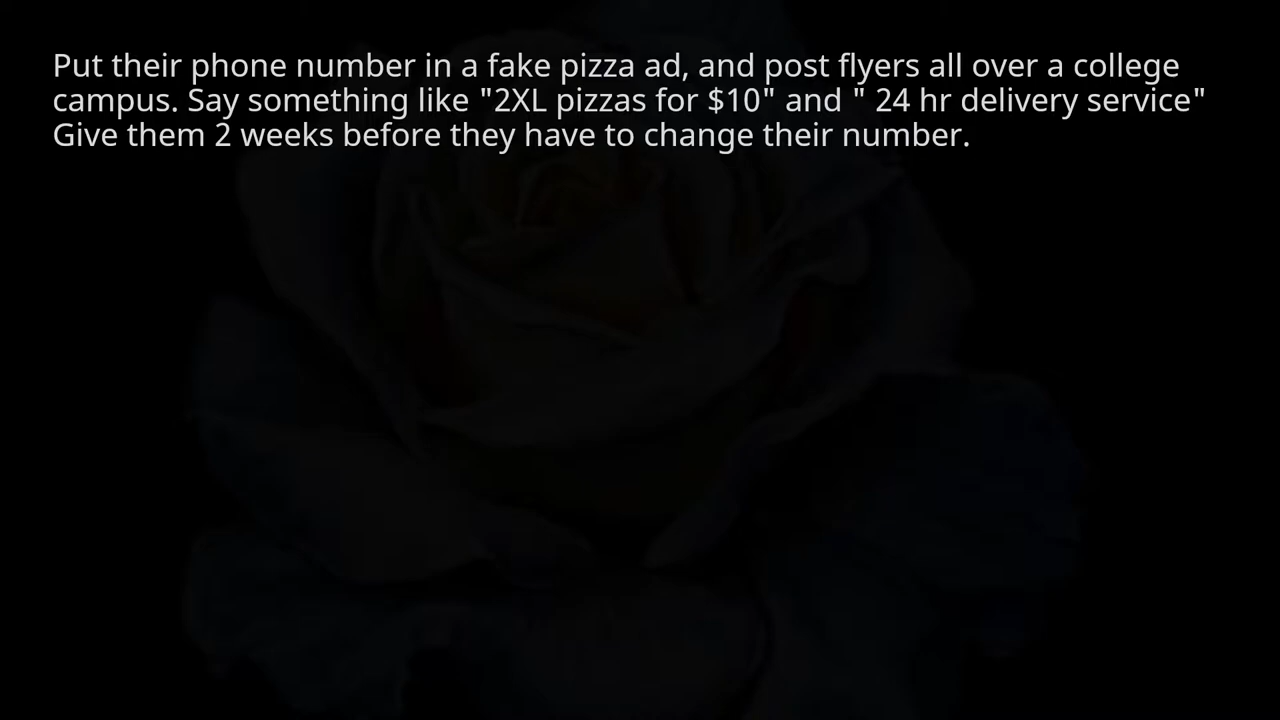 Put their phone number in a fake pizza ad, and post flyers all over a college
campus. Say something like "2XL pizzas for $10" and " 24 hr delivery service"
Give them 2 weeks before they have to change their number.